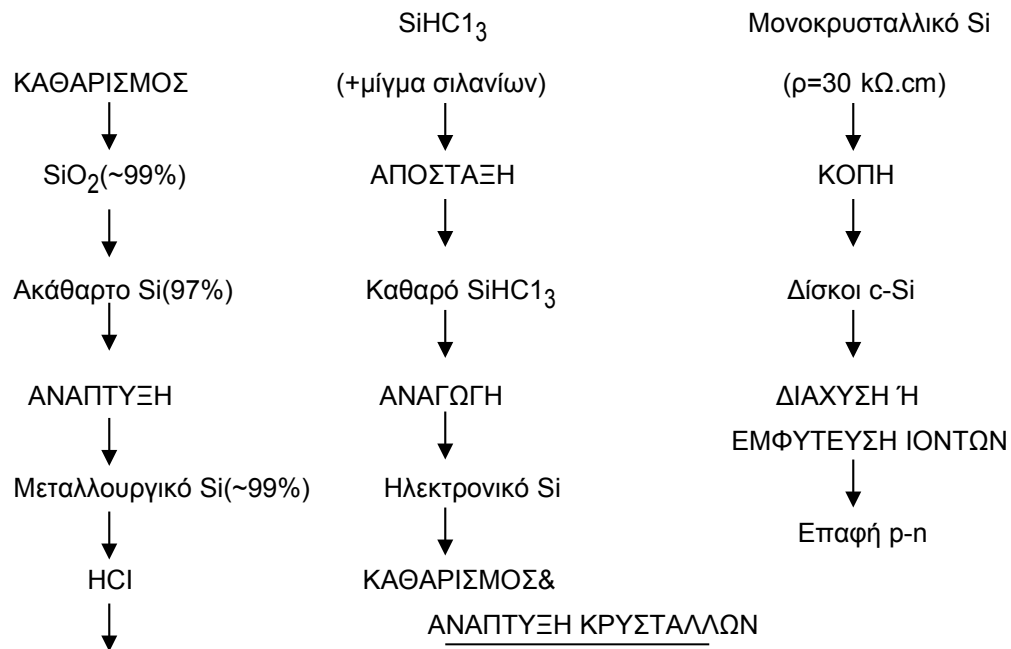 ΚΑΘΑΡΙΣΜΟΣ
SiO2(~99%)
Ακάθαρτο Si(97%)
ΑΝΑΠΤΥΞΗ
Μεταλλουργικό Si(~99%)
HCI
SiHC13
(+μίγμα σιλανίων)
ΑΠΟΣΤΑΞΗ
Καθαρό SiHC13
ΑΝΑΓΩΓΗ
Ηλεκτρονικό Si
ΚΑΘΑΡΙΣΜΟΣ&
ΑΝΑΠΤΥΞΗ ΚΡΥΣΤΑΛΛΩΝ
Μονοκρυσταλλικό Si
(ρ=30 kΩ.cm)
ΚΟΠΗ
Δίσκοι c-Si
ΔΙΑΧΥΣΗ Ή
ΕΜΦΥΤΕΥΣΗ ΙΟΝΤΩΝ
Επαφή p-n